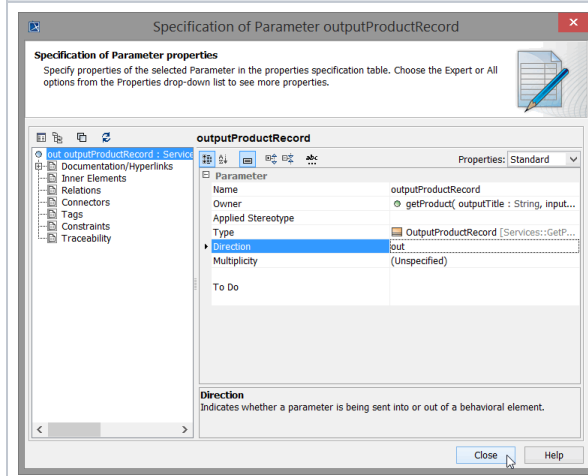 Specification of Parameter outputProductRecord
Specification of Parameter properties
Specify properties of the selected Parameter in the properties specification table. Choose the Expert or All
options from the Properties drop-down list to see more properties.
outputProductRecord
out outputProductRecord : Service
Documentation/Hyperlinks
Inner Elements
Relations
Connectors
Tags
Constraints
Traceability
Properties: Standard
Parameter
Name outputProductRecord
Owner getProduct( outputTitle : String, input...
Applied Stereotype
Type OutputProductRecord [Services::GetP...
Direction out
Multiplicity (Unspecified)
To Do
Direction
Indicates whether a parameter is being sent into or out of a behavioral element.
Close Help